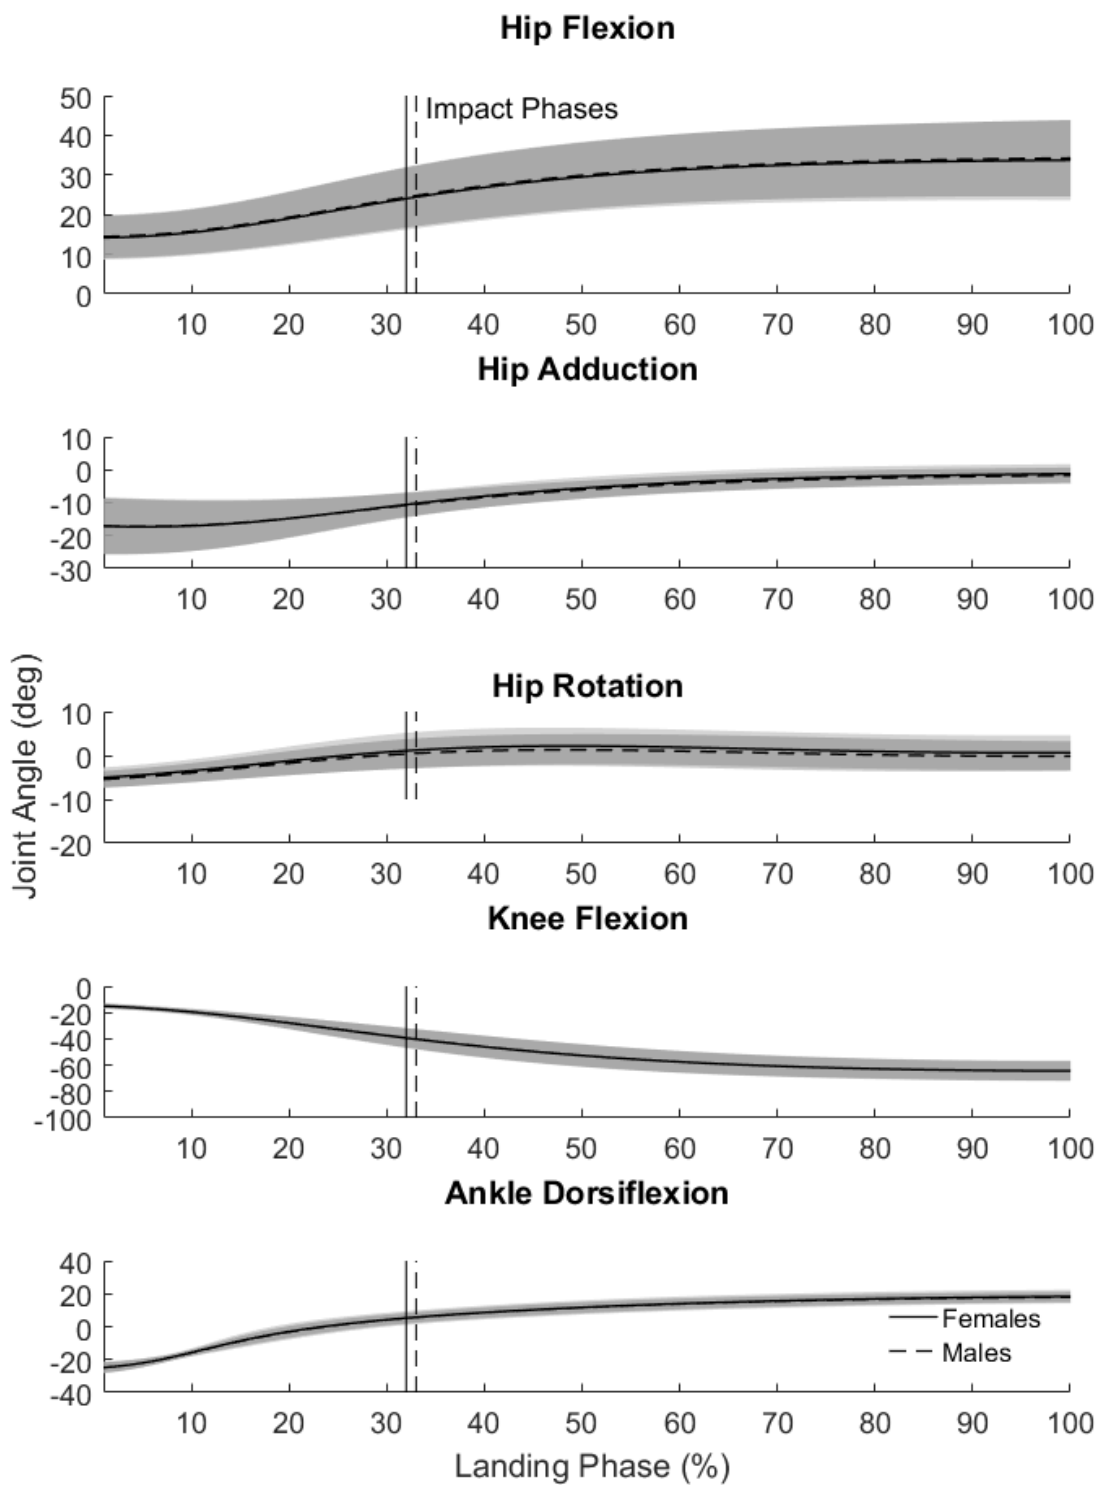 Hip Flexion
Impact Phases
50
40
30
20
10
0
10 20 30 40 50 60 70 80 90 100
Hip Adduction
10
0
-10
-20
-30
10 20 30 40 50 60 70 80 90 100
Joint Angle (deg)
Hip Rotation
10
0
-10
-20
10 20 30 40 50 60 70 80 90 100
Knee Flexion
0
-20
-40
-60
-80
-100
10 20 30 40 50 60 70 80 90 100
Ankle Dorsiflexion
40
20
0
-20
-40
Females
Males
10 20 30 40 50 60 70 80 90 100
Landing Phase (%)